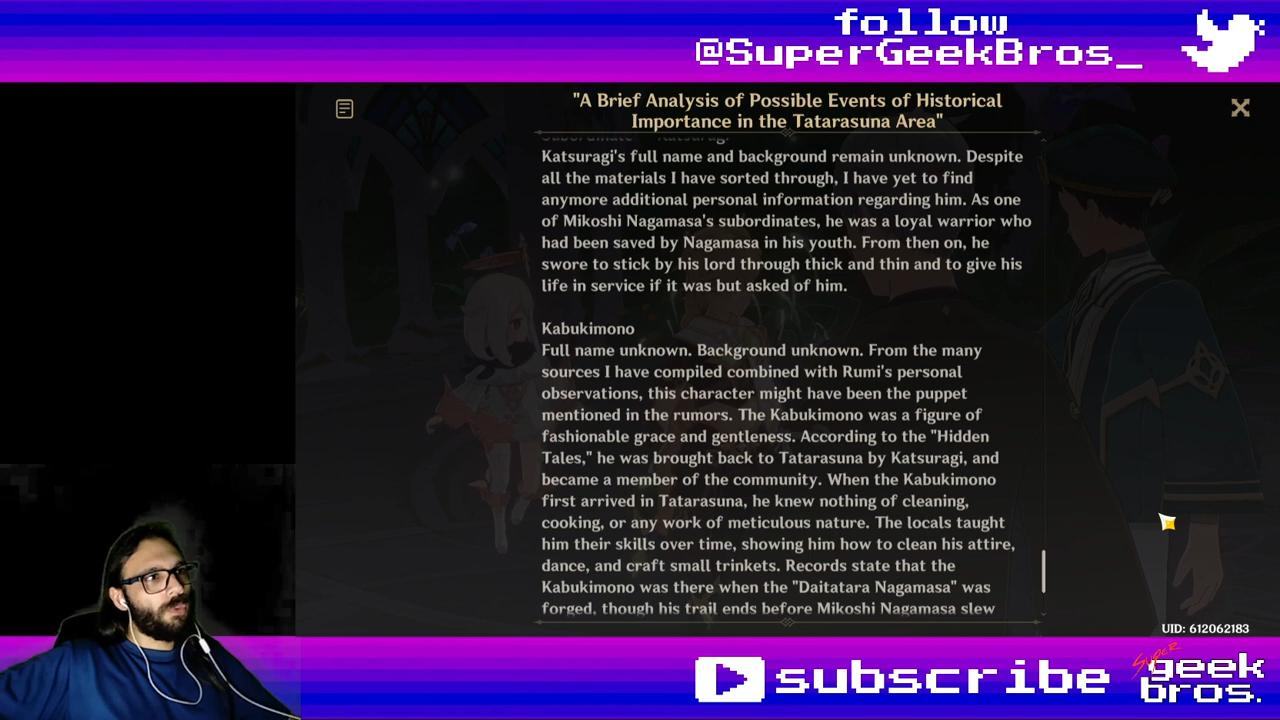 follow
@SuperGeekBros_
"A Brief Analysis of Possible Events of Historical
Importance in the Tatarasuna Area"
Subordinate - Katsuragi
Katsuragi's full name and background remain unknown. Despite
all the materials I have sorted through, I have yet to find
anymore additional personal information regarding him. As one
of Mikoshi Nagamasa's subordinates, he was a loyal warrior who
had been saved by Nagamasa in his youth. From then on, he
swore to stick by his lord through thick and thin and to give his
life in service if it was but asked of him.
Kabukimono
Full name unknown. Background unknown. From the many
sources I have compiled combined with Rumi's personal
observations, this character might have been the puppet
mentioned in the rumors. The Kabukimono was a figure of
fashionable grace and gentleness. According to the "Hidden
Tales," he was brought back to Tatarasuna by Katsuragi, and
became a member of the community. When the Kabukimono
first arrived in Tatarasuna, he knew nothing of cleaning,
cooking, or any work of meticulous nature. The locals taught
him their skills over time, showing him how to clean his attire,
dance, and craft small trinkets. Records state that the
Kabukimono was there when the "Daitatara Nagamasa" was
forged, though his trail ends before Mikoshi Nagamasa slew
UID: 612062183
subscribe
Super
geek
bros.